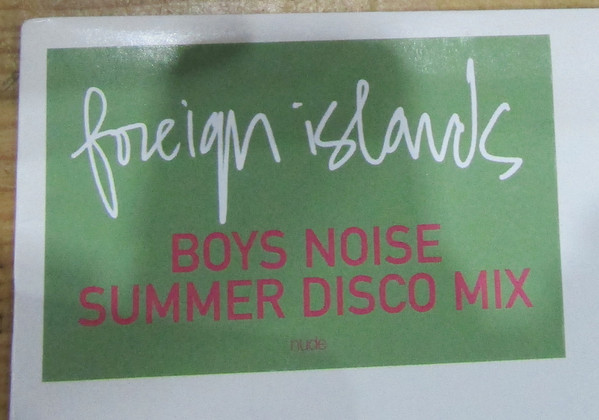 foreign islands
BOYS NOISE
SUMMER DISCO MIX
nude